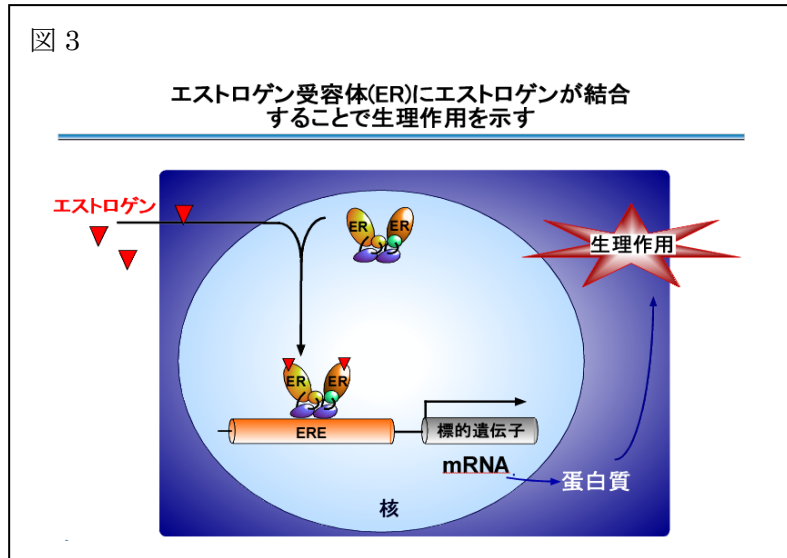 図 3
エストロゲン受容体(ER)にエストロゲンが結合
することで生理作用を示す
エストロゲン
ER
ER
生理作用
ER
ER
ERE
標的遺伝子
mRNA
蛋白質
核